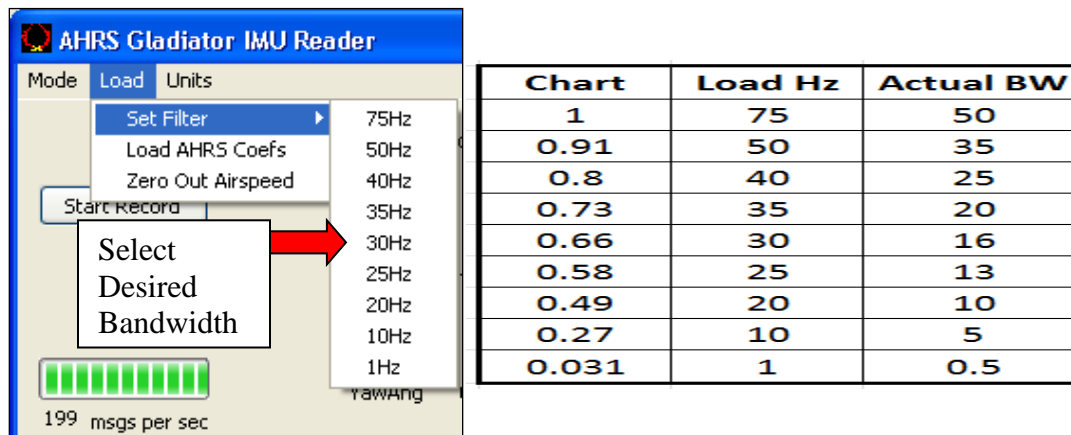 AHRS Gladiator IMU Reader
Mode Load Units
Set Filter
Load AHRS Coefs
Zero Out Airspeed
75Hz
50Hz
40Hz
35Hz
30Hz
25Hz
20Hz
10Hz
1Hz
Start Record
Select
Desired
Bandwidth
YawAng
199 msgs per sec
Chart Load Hz Actual BW
1 75 50
0.91 50 35
0.8 40 25
0.73 35 20
0.66 30 16
0.58 25 13
0.49 20 10
0.27 10 5
0.031 1 0.5